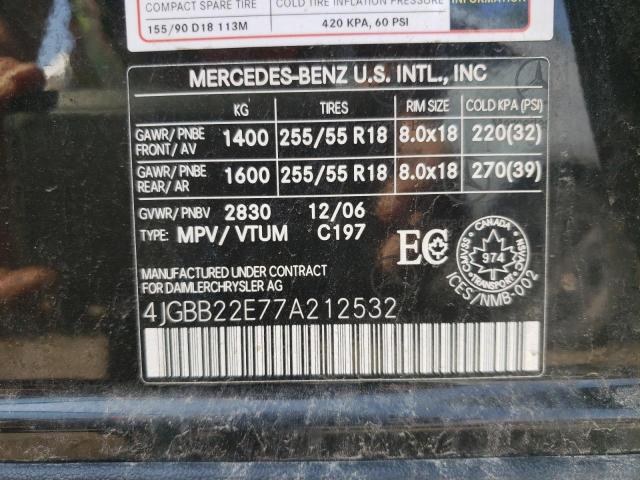 COMPACT SPARE TIRE COLD TIRE INFLATION PRESSURE INFORMATION
155/90 D18 113M 420 KPA, 60 PSI
MERCEDES-BENZ U.S. INTL., INC
KG TIRES RIM SIZE COLD KPA (PSI)
GAWR/PNBE FRONT/AV 1400 255/55 R18 8.0x18 220(32)
GAWR/PNBE REAR/AR 1600 255/55 R18 8.0x18 270(39)
GVWR/PNBV 2830 12/06
TYPE: MPV/VTUM C197
EC
CANADA
974
TRANSPORT
ICES/NMB-002
MANUFACTURED UNDER CONTRACT
FOR DAIMLERCHRYSLER AG
4JGBB22E77A212532